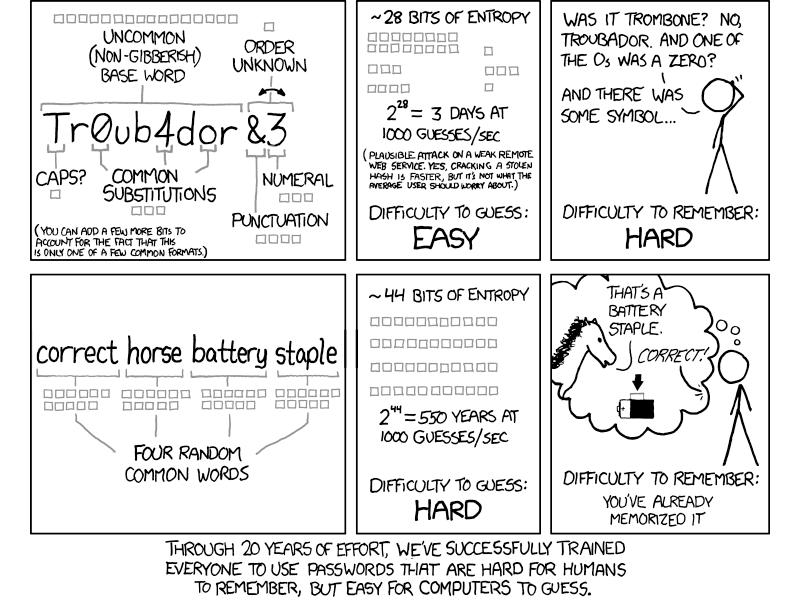 UNCOMMON
(NON-GIBBERISH)
BASE WORD
ORDER
UNKNOWN
Tr0ub4dor &3
CAPS?
COMMON
SUBSTITUTIONS
NUMERAL
PUNCTUATION
(YOU CAN ADD A FEW MORE BITS TO
ACCOUNT FOR THE FACT THAT THIS
IS ONLY ONE OF A FEW COMMON FORMATS.)
~28 BITS OF ENTROPY
2^28 = 3 DAYS AT
1000 GUESSES/SEC
(PLAUSIBLE ATTACK ON A WEAK REMOTE
WEB SERVICE. YES, CRACKING A STOLEN
HASH IS FASTER, BUT IT'S NOT WHAT THE
AVERAGE USER SHOULD WORRY ABOUT.)
DIFFICULTY TO GUESS:
EASY
WAS IT TROMBONE? NO,
TROUBADOR. AND ONE OF
THE Os WAS A ZERO?
AND THERE WAS
SOME SYMBOL...
DIFFICULTY TO REMEMBER:
HARD
correct horse battery staple
FOUR RANDOM
COMMON WORDS
~44 BITS OF ENTROPY
2^44 = 550 YEARS AT
1000 GUESSES/SEC
DIFFICULTY TO GUESS:
HARD
THAT'S A
BATTERY
STAPLE.
CORRECT!
DIFFICULTY TO REMEMBER:
YOU'VE ALREADY
MEMORIZED IT
THROUGH 20 YEARS OF EFFORT, WE'VE SUCCESSFULLY TRAINED
EVERYONE TO USE PASSWORDS THAT ARE HARD FOR HUMANS
TO REMEMBER, BUT EASY FOR COMPUTERS TO GUESS.